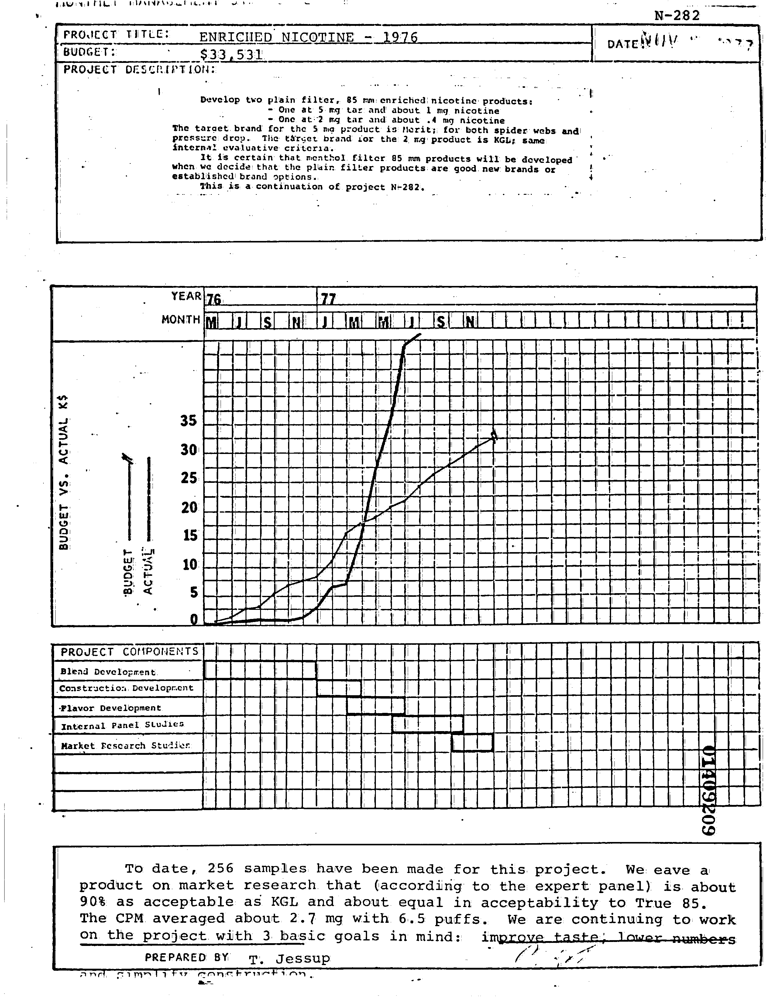 N-282
PROJECT TITLE: ENRICHED NICOTINE - 1976
DATE: NOV
BUDGET: $33,531
PROJECT DESCRIPTION:
Develop two plain filter, 85 mm enriched nicotine products:
- One at 5 mg tar and about 1 mg nicotine
- One at 2 mg tar and about .4 mg nicotine
The target brand for the 5 mg product is Merit; for both spider webs and
pressure drop. The target brand for the 2 mg product is KGL; same
internal evaluative criteria.
It is certain that menthol filter 85 mm products will be developed
when we decide that the plain filter products are good new brands or
established brand options.
This is a continuation of project N-282.
YEAR 76 77
MONTH M J S N J M M J S N
BUDGET VS. ACTUAL K$
BUDGET
ACTUAL
35
30
25
20
15
10
5
0
PROJECT COMPONENTS
Blend Development
Construction Development
Flavor Development
Internal Panel Studies
Market Research Studies
01409209
To date, 256 samples have been made for this project. We eave a
product on market research that (according to the expert panel) is about
90% as acceptable as KGL and about equal in acceptability to True 85.
The CPM averaged about 2.7 mg with 6.5 puffs. We are continuing to work
on the project with 3 basic goals in mind: improve taste, lower numbers
PREPARED BY T. Jessup
and simplify construction.